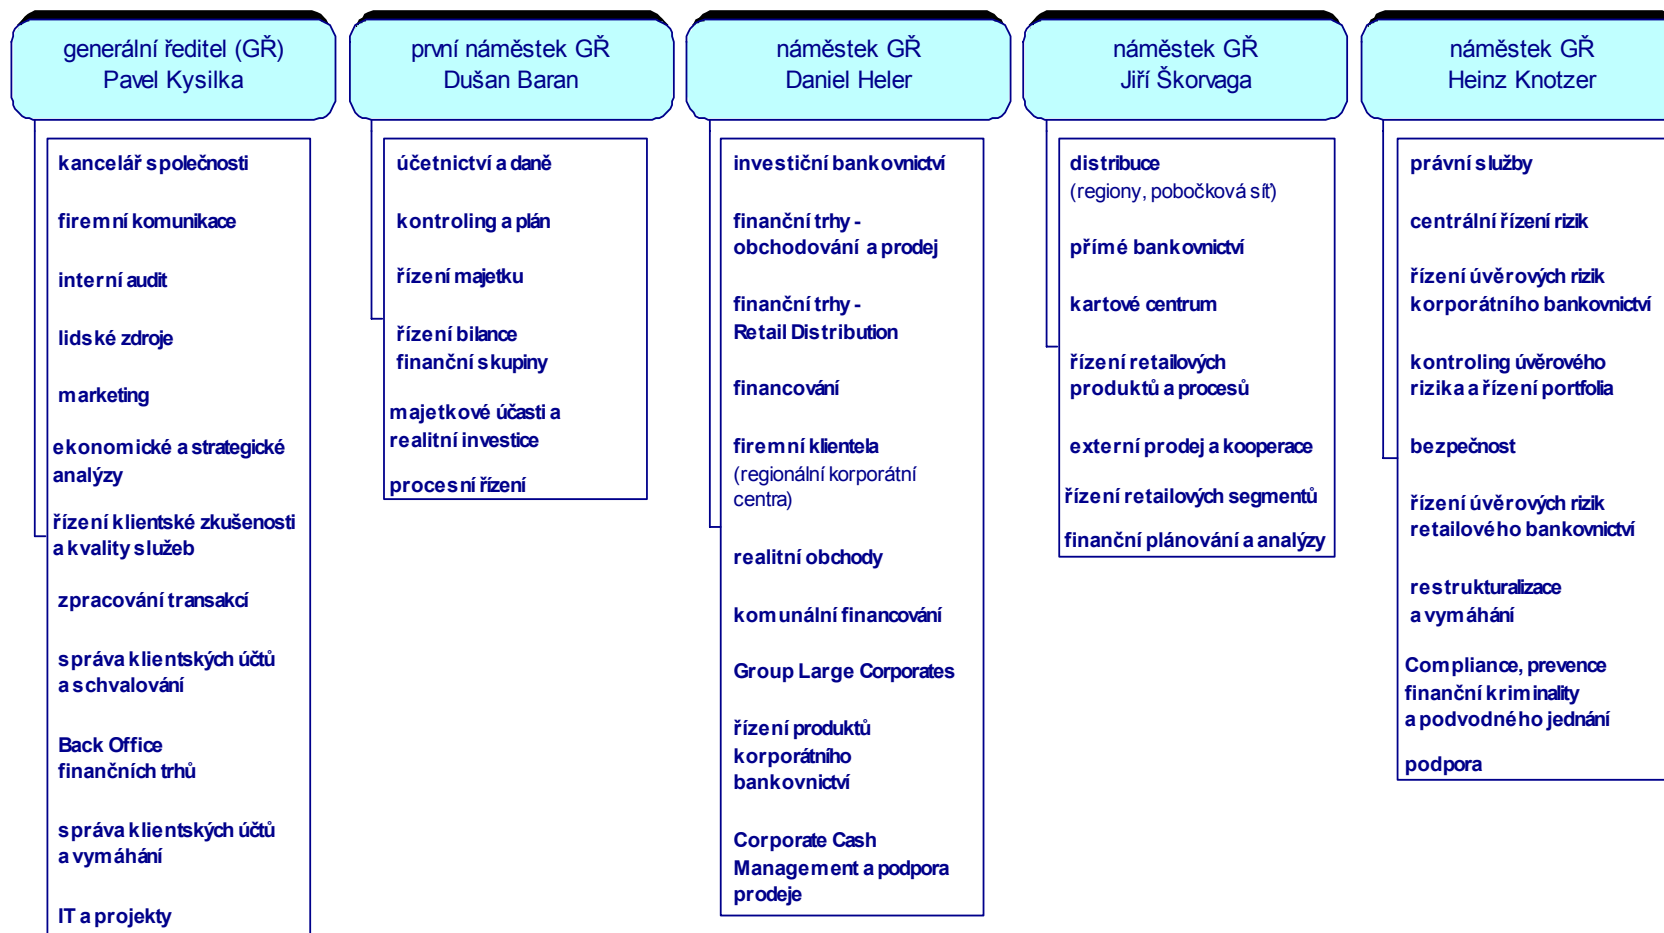 generální ředitel (GŘ)
Pavel Kysilka
kancelář společnosti
firemní komunikace
interní audit
lidské zdroje
marketing
ekonomické a strategické
analýzy
řízení klientské zkušenosti
a kvality služeb
zpracování transakcí
správa klientských účtů
a schvalování
Back Office
finančních trhů
správa klientských účtů
a vymáhání
IT a projekty
první náměstek GŘ
Dušan Baran
účetnictví a daně
kontroling a plán
řízení majetku
řízení bilance
finanční skupiny
majetkové účasti a
realitní investice
procesní řízení
náměstek GŘ
Daniel Heler
investiční bankovnictví
finanční trhy -
obchodování a prodej
finanční trhy -
Retail Distribution
financování
firemní klientela
(regionální korporátní
centra)
realitní obchody
komunální financování
Group Large Corporates
řízení produktů
korporátního
bankovnictví
Corporate Cash
Management a podpora
prodeje
náměstek GŘ
Jiří Škorvaga
distribuce
(regiony, pobočková síť)
přímé bankovnictví
kartové centrum
řízení retailových
produktů a procesů
externí prodej a kooperace
řízení retailových segmentů
finanční plánování a analýzy
náměstek GŘ
Heinz Knotzer
právní služby
centrální řízení rizik
řízení úvěrových rizik
korporátního bankovnictví
kontroling úvěrového
rizika a řízení portfolia
bezpečnost
řízení úvěrových rizik
retailového bankovnictví
restrukturalizace
a vymáhání
Compliance, prevence
finanční kriminality
a podvodného jednání
podpora